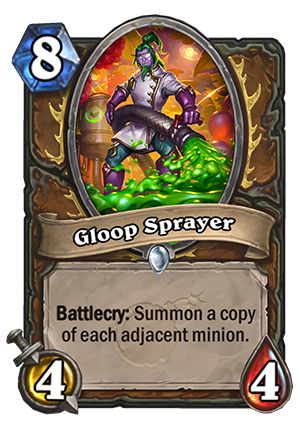 8
Gloop Sprayer
Battlecry: Summon a copy
of each adjacent minion.
4
4